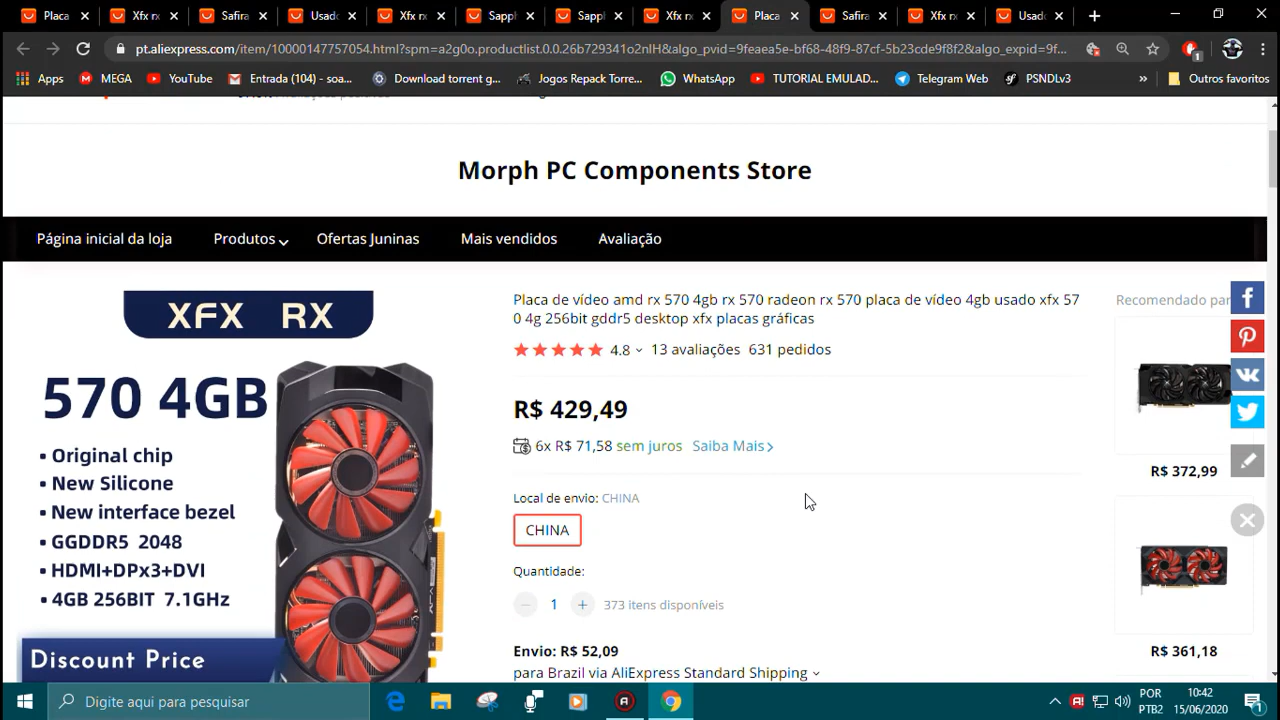 Placa
Xfx rx
Safira
Usado
Xfx rx
Sapph
Sapph
Xfx rx
Placa
Safira
Xfx rx
Usado
pt.aliexpress.com/item/10000147757054.html?spm=a2g0o.productlist.0.0.26b729341o2nIH&algo_pvid=9feaea5e-bf68-48f9-87cf-5b23cde9f8f2&algo_expid=9f...
1
Apps
MEGA
YouTube
Entrada (104) - soa...
Download torrent g...
Jogos Repack Torre...
WhatsApp
TUTORIAL EMULAD...
Telegram Web
PSNDLv3
»
Outros favoritos
Morph PC Components Store
Página inicial da loja
Produtos
Ofertas Juninas
Mais vendidos
Avaliação
XFX RX
570 4GB
▪ Original chip
▪ New Silicone
▪ New interface bezel
▪ GGDDR5 2048
▪ HDMI+DPx3+DVI
▪ 4GB 256BIT 7.1GHz
Discount Price
Placa de vídeo amd rx 570 4gb rx 570 radeon rx 570 placa de vídeo 4gb usado xfx 57
0 4g 256bit gddr5 desktop xfx placas gráficas
4.8 13 avaliações 631 pedidos
R$ 429,49
6x R$ 71,58 sem juros Saiba Mais
Local de envio: CHINA
CHINA
Quantidade:
1 373 itens disponíveis
Envio: R$ 52,09
para Brazil via AliExpress Standard Shipping
Recomendado par
R$ 372,99
R$ 361,18
Digite aqui para pesquisar
POR
PTB2
10:42
15/06/2020
1